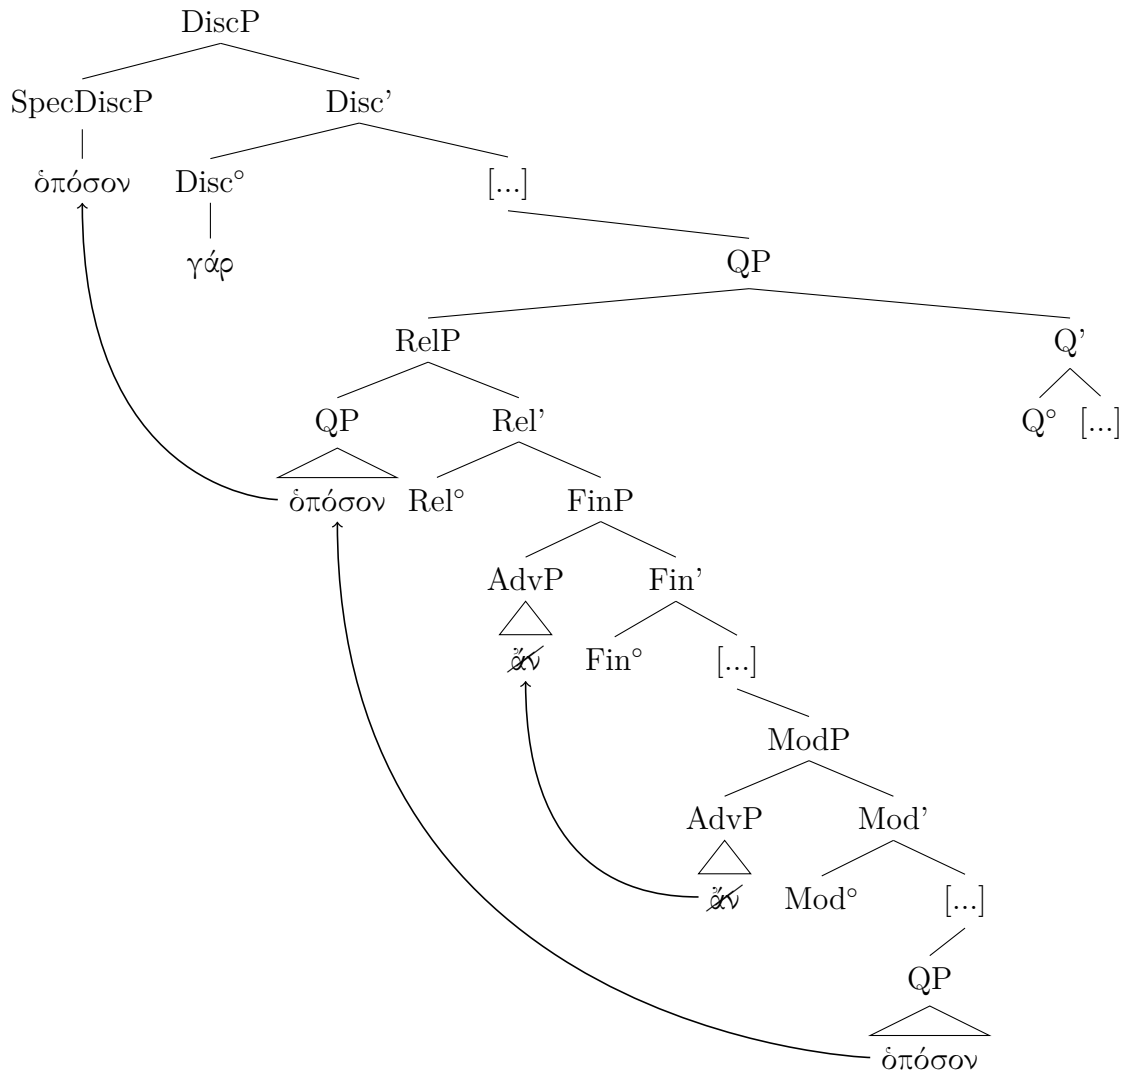 DiscP
SpecDiscP Disc’
ὁπόσον Disc° [...]
γάρ QP
RelP Q’
QP Rel’ Q° [...]
ὁπόσον Rel° FinP
AdvP Fin’
ἄν Fin° [...]
ModP
AdvP Mod’
ἄν Mod° [...]
QP
ὁπόσον